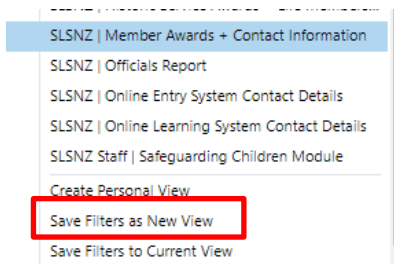 SLSNZ | Member Awards + Contact Information
SLSNZ | Officials Report
SLSNZ | Online Entry System Contact Details
SLSNZ | Online Learning System Contact Details
SLSNZ Staff | Safeguarding Children Module
Create Personal View
Save Filters as New View
Save Filters to Current View